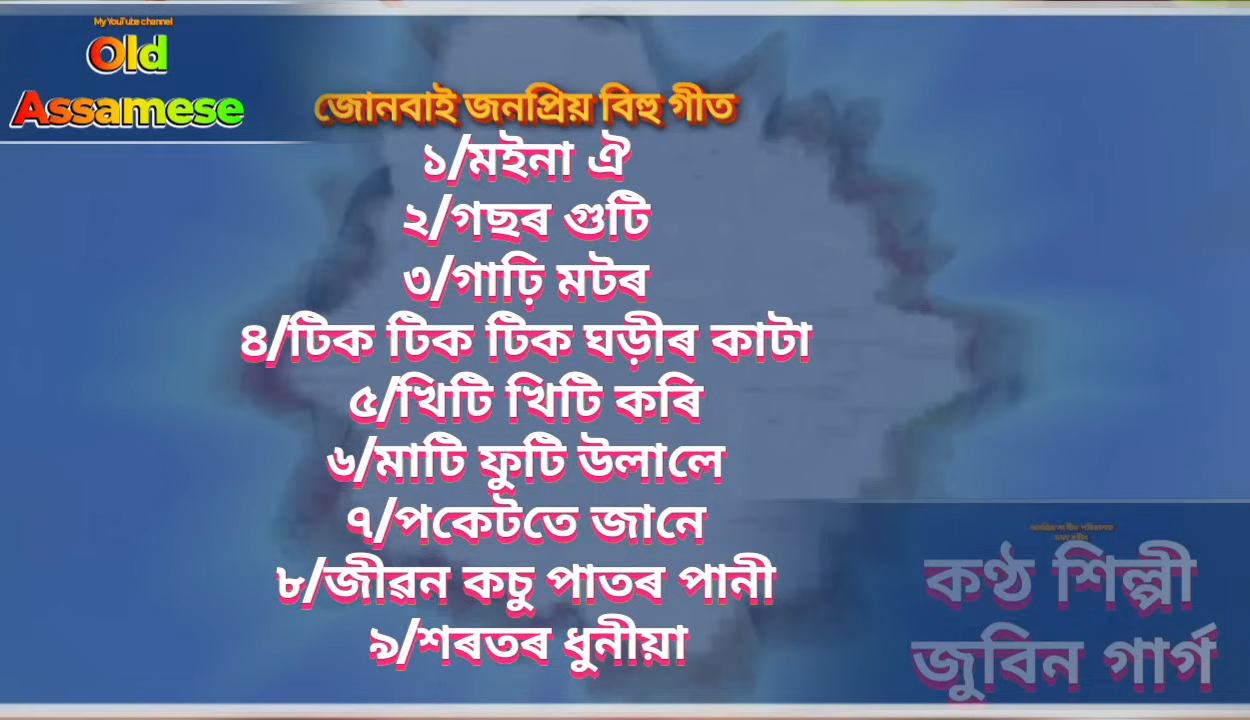 My YouTube channel
Old
Assamese
জোনবাই জনপ্ৰিয় বিহু গীত
১/মইনা ঐ
২/গছৰ গুটি
৩/গাঢ়ি মটৰ
৪/টিক টিক টিক ঘড়ীৰ কাটা
৫/খিটি খিটি কৰি
৬/মাটি ফুটি উলালে
৭/পকেটতে জানে
৮/জীৱন কচু পাতৰ পানী
৯/শৰতৰ ধুনীয়া
কণ্ঠ শিল্পী
জুবিন গাৰ্গ